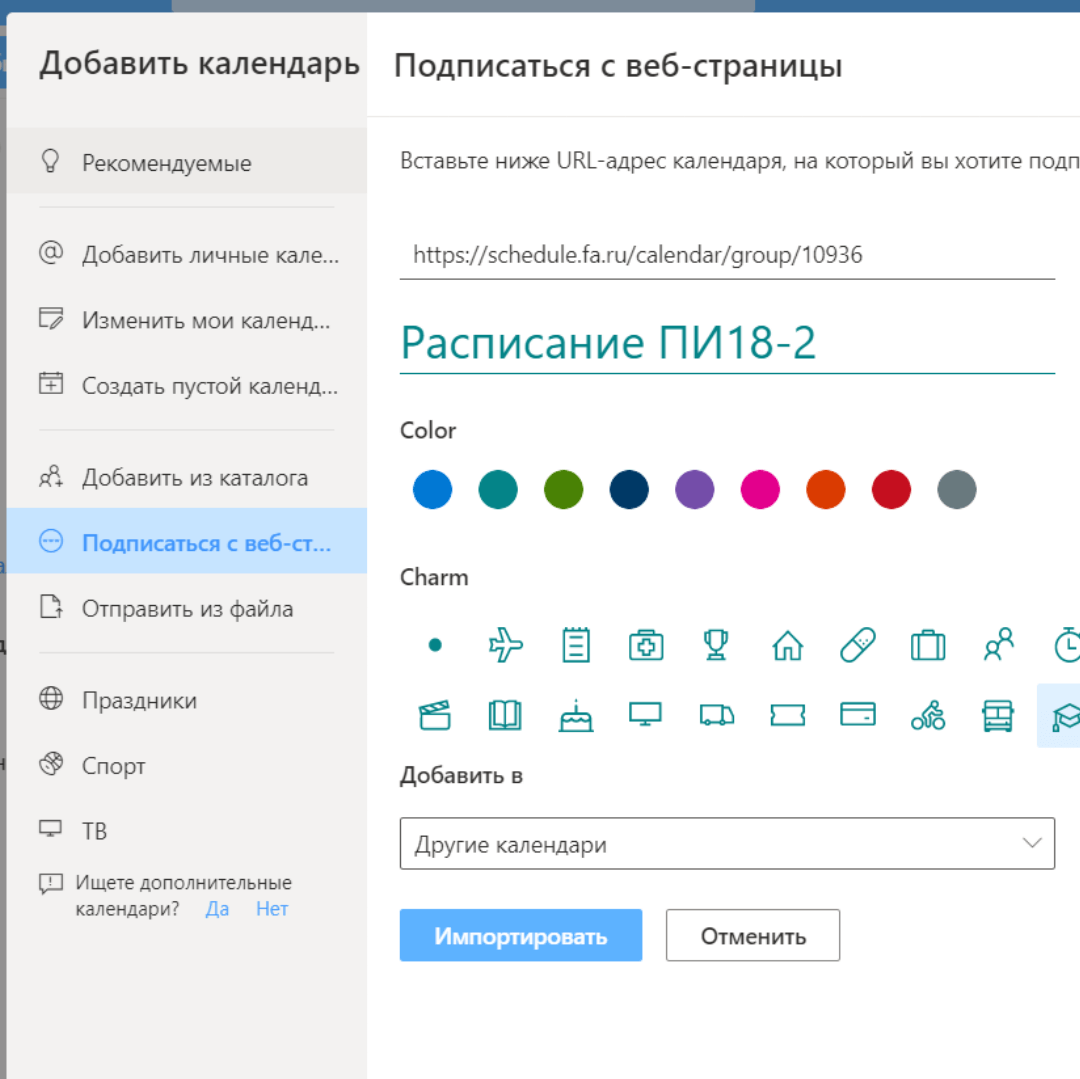 Добавить календарь
Рекомендуемые
Добавить личные кале...
Изменить мои календ...
Создать пустой календ...
Добавить из каталога
Подписаться с веб-ст...
Отправить из файла
Праздники
Спорт
ТВ
Ищете дополнительные
календари? Да Нет
Подписаться с веб-страницы
Вставьте ниже URL-адрес календаря, на который вы хотите подп
https://schedule.fa.ru/calendar/group/10936
Расписание ПИ18-2
Color
Charm
Добавить в
Другие календари
Импортировать
Отменить